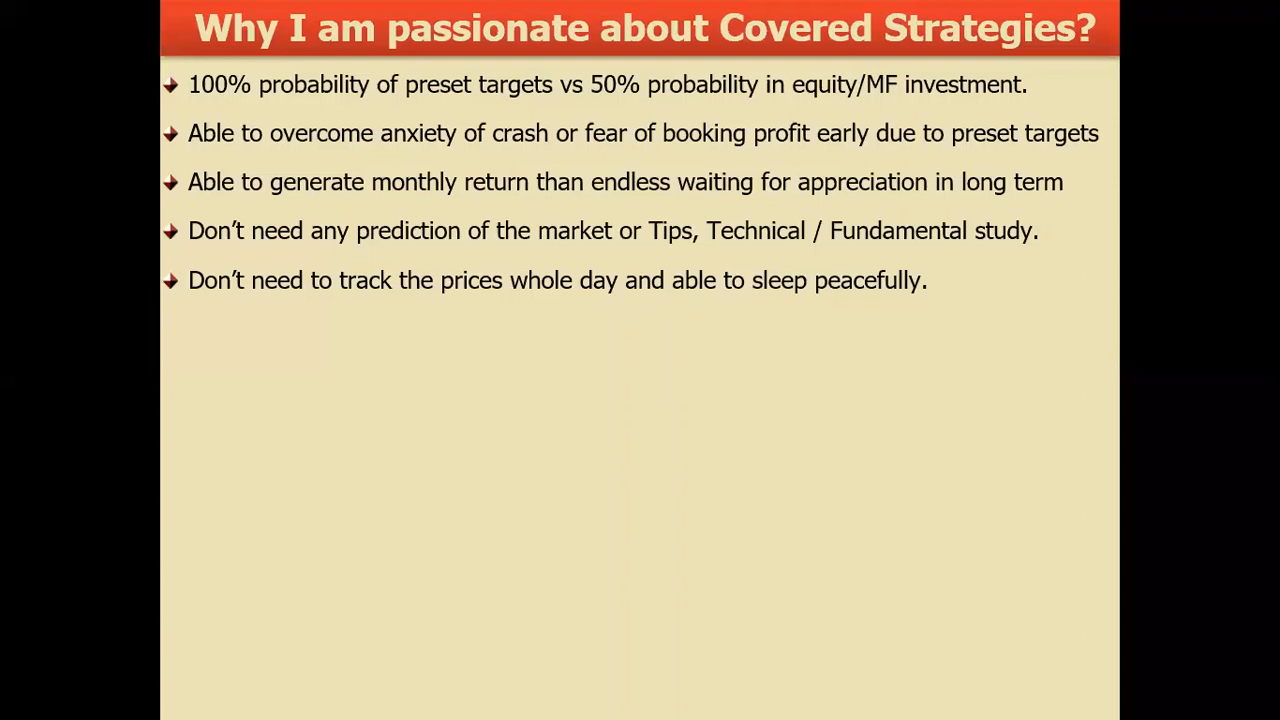 Why I am passionate about Covered Strategies?
100% probability of preset targets vs 50% probability in equity/MF investment.
Able to overcome anxiety of crash or fear of booking profit early due to preset targets
Able to generate monthly return than endless waiting for appreciation in long term
Don’t need any prediction of the market or Tips, Technical / Fundamental study.
Don’t need to track the prices whole day and able to sleep peacefully.